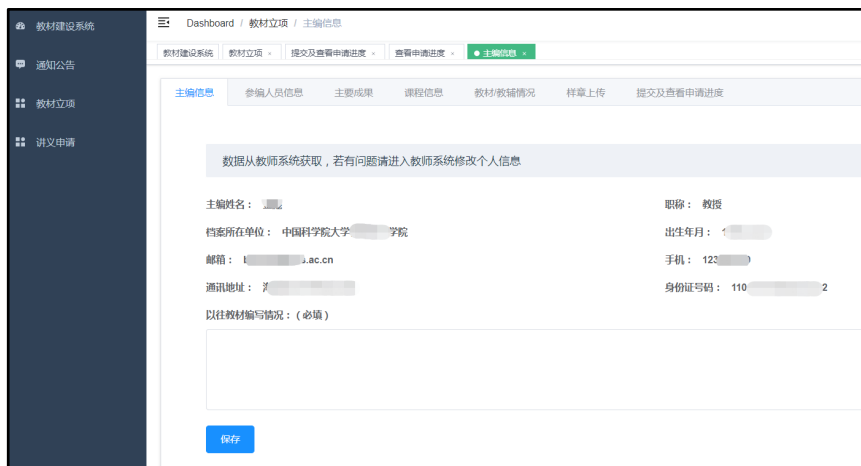 教材建设系统
通知公告
教材立项
讲义申请
Dashboard / 教材立项 / 主编信息
教材建设系统 教材立项 × 提交及查看申请进度 × 查看申请进度 × 主编信息 ×
主编信息 参编人员信息 主要成果 课程信息 教材/教辅情况 样章上传 提交及查看申请进度
数据从教师系统获取，若有问题请进入教师系统修改个人信息
主编姓名： 职称： 教授
档案所在单位： 中国科学院大学 学院 出生年月： 1
邮箱： .ac.cn 手机： 123
通讯地址： 身份证号码： 110 2
以往教材编写情况：(必填)
保存